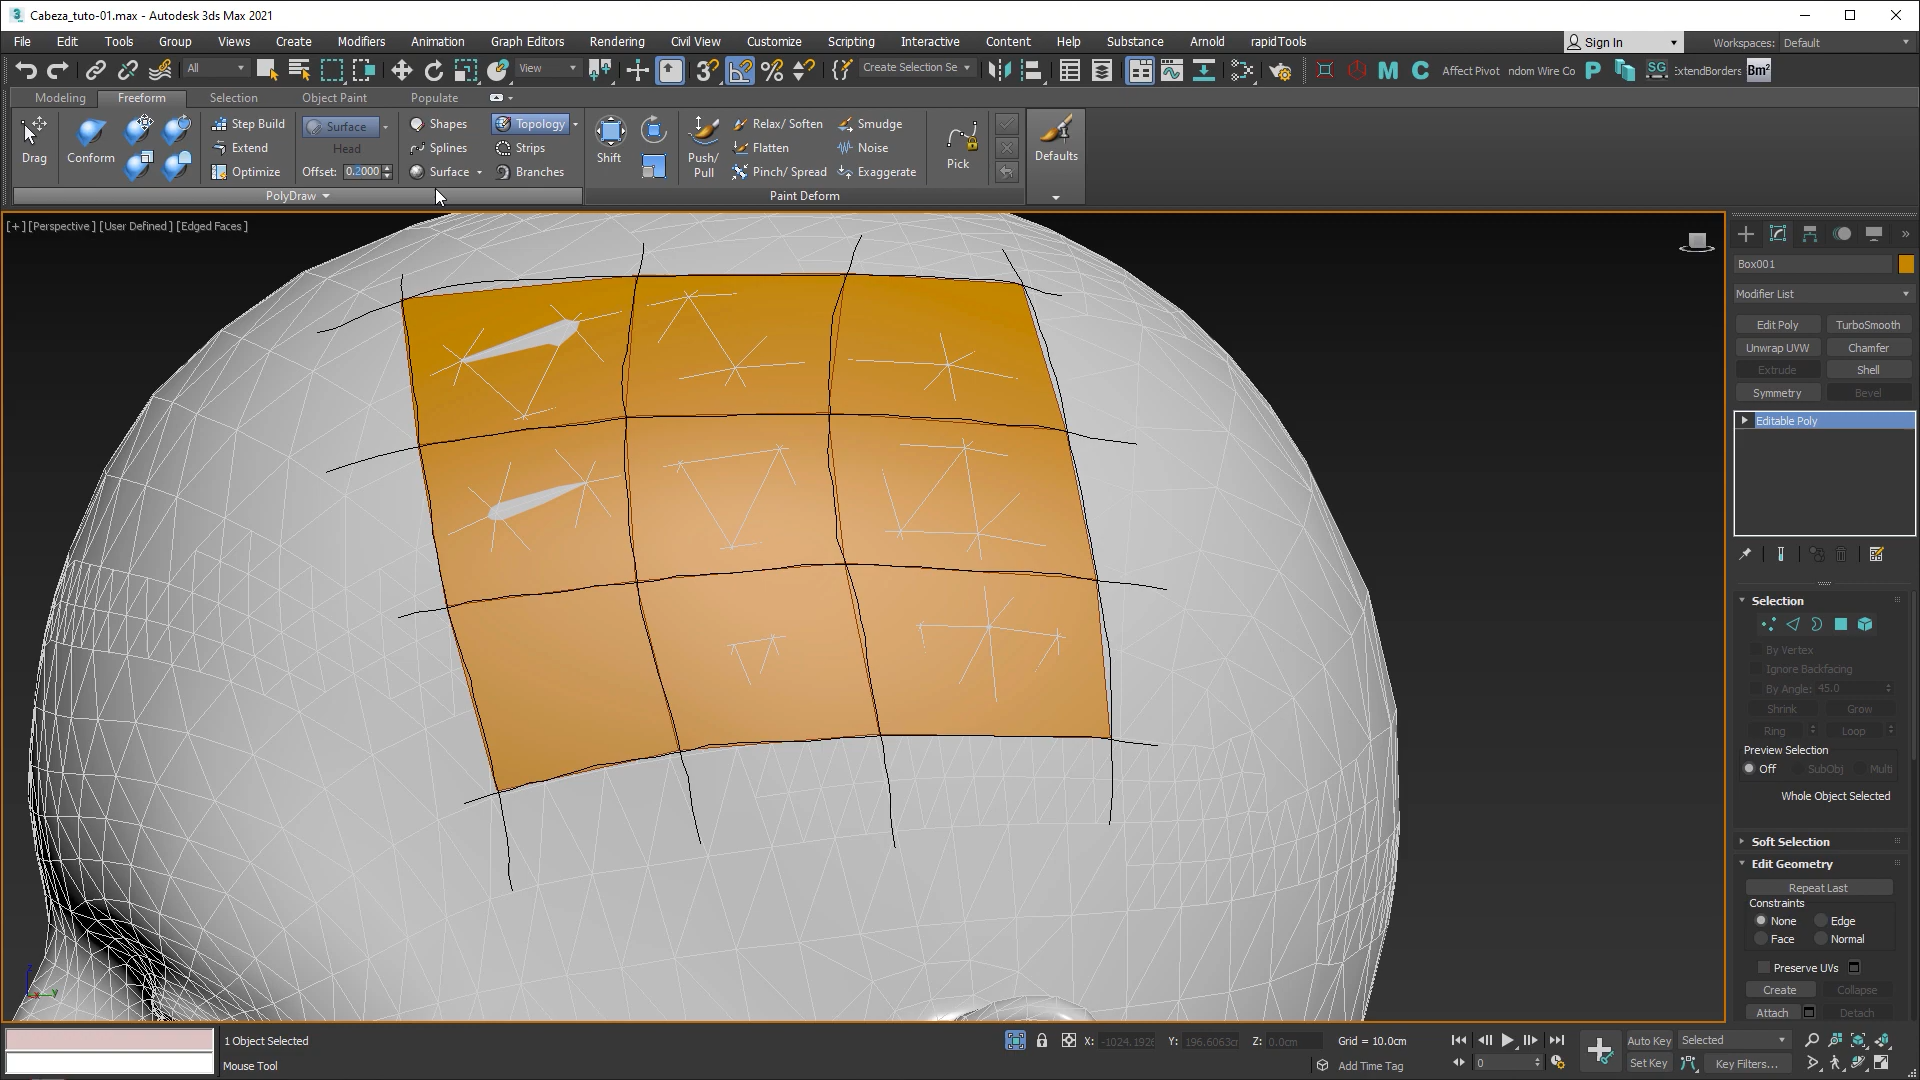 Cabeza_tuto-01.max - Autodesk 3ds Max 2021
File Edit Tools Group Views Create Modifiers Animation Graph Editors Rendering Civil View Customize Scripting Interactive Content Help Substance Arnold rapidTools Sign In Workspaces: Default
All View Create Selection Se Affect Pivot ndom Wire Co ExtendBorders
Modeling Freeform Selection Object Paint Populate
Step Build Surface Shapes Topology Relax/ Soften Smudge
Drag Conform Extend Head Splines Strips Shift Push/ Pull Flatten Noise Pick Defaults
Optimize Offset: 0.2000 Surface Branches Pinch/ Spread Exaggerate
PolyDraw Paint Deform
[+] [Perspective ] [User Defined ] [Edged Faces ]
Box001
Modifier List
Edit Poly TurboSmooth
Unwrap UVW Chamfer
Extrude Shell
Symmetry Bevel
Editable Poly
Selection
By Vertex
Ignore Backfacing
By Angle: 45.0
Shrink Grow
Ring Loop
Preview Selection
Off SubObj Multi
Whole Object Selected
Soft Selection
Edit Geometry
Repeat Last
Constraints
None Edge
Face Normal
Preserve UVs
Create Collapse
Attach Detach
1 Object Selected X: -1024.192 Y: 196.6063c Z: 0.0cm Grid = 10.0cm Auto Key Selected
Mouse Tool Add Time Tag 0 Set Key Key Filters...